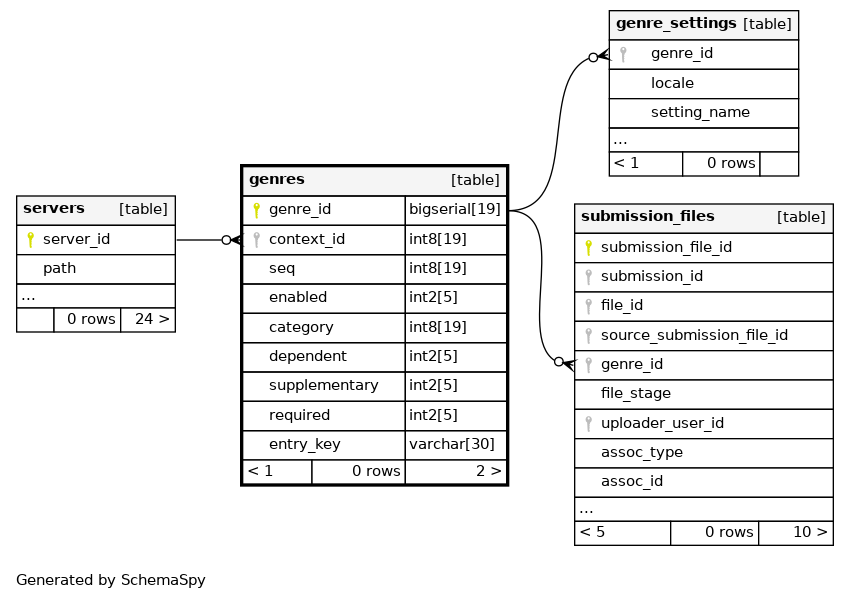 genre_settings [table]
genre_id
locale
setting_name
...
< 1 0 rows
genres [table]
genre_id bigserial[19]
context_id int8[19]
seq int8[19]
enabled int2[5]
category int8[19]
dependent int2[5]
supplementary int2[5]
required int2[5]
entry_key varchar[30]
< 1 0 rows 2 >
servers [table]
server_id
path
...
0 rows 24 >
submission_files [table]
submission_file_id
submission_id
file_id
source_submission_file_id
genre_id
file_stage
uploader_user_id
assoc_type
assoc_id
...
< 5 0 rows 10 >
Generated by SchemaSpy